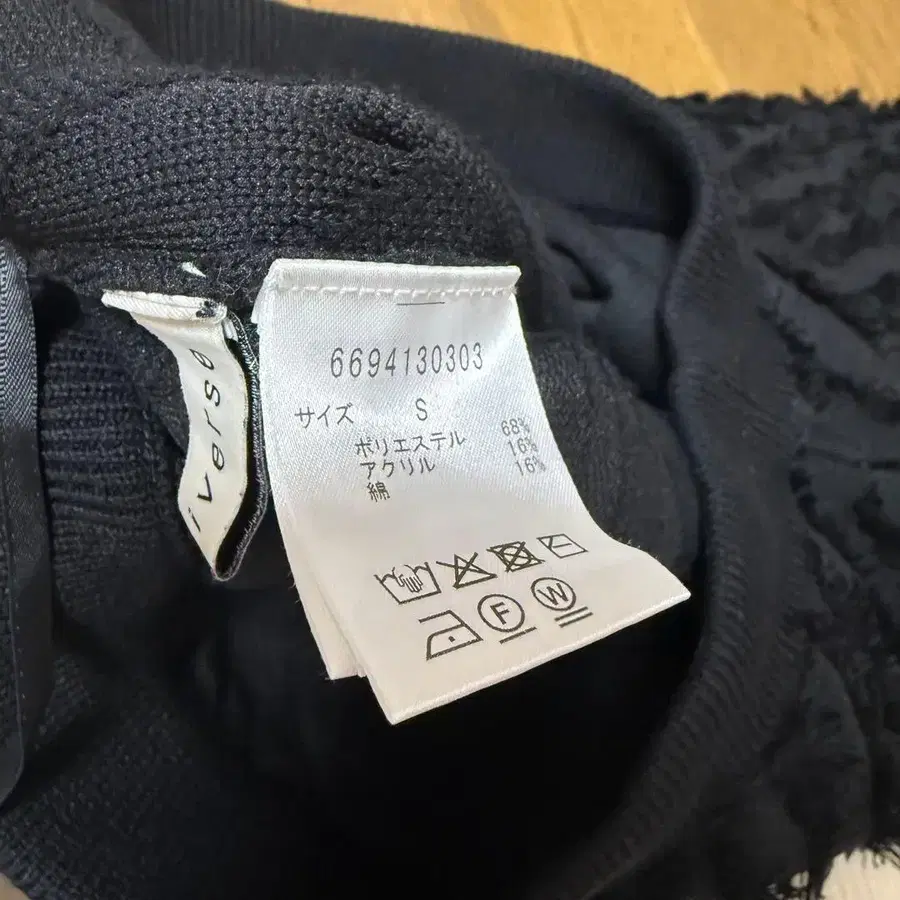 iverse
6694130303
サイズ S
ポリエステル 68%
アクリル 16%
綿 16%
F
W